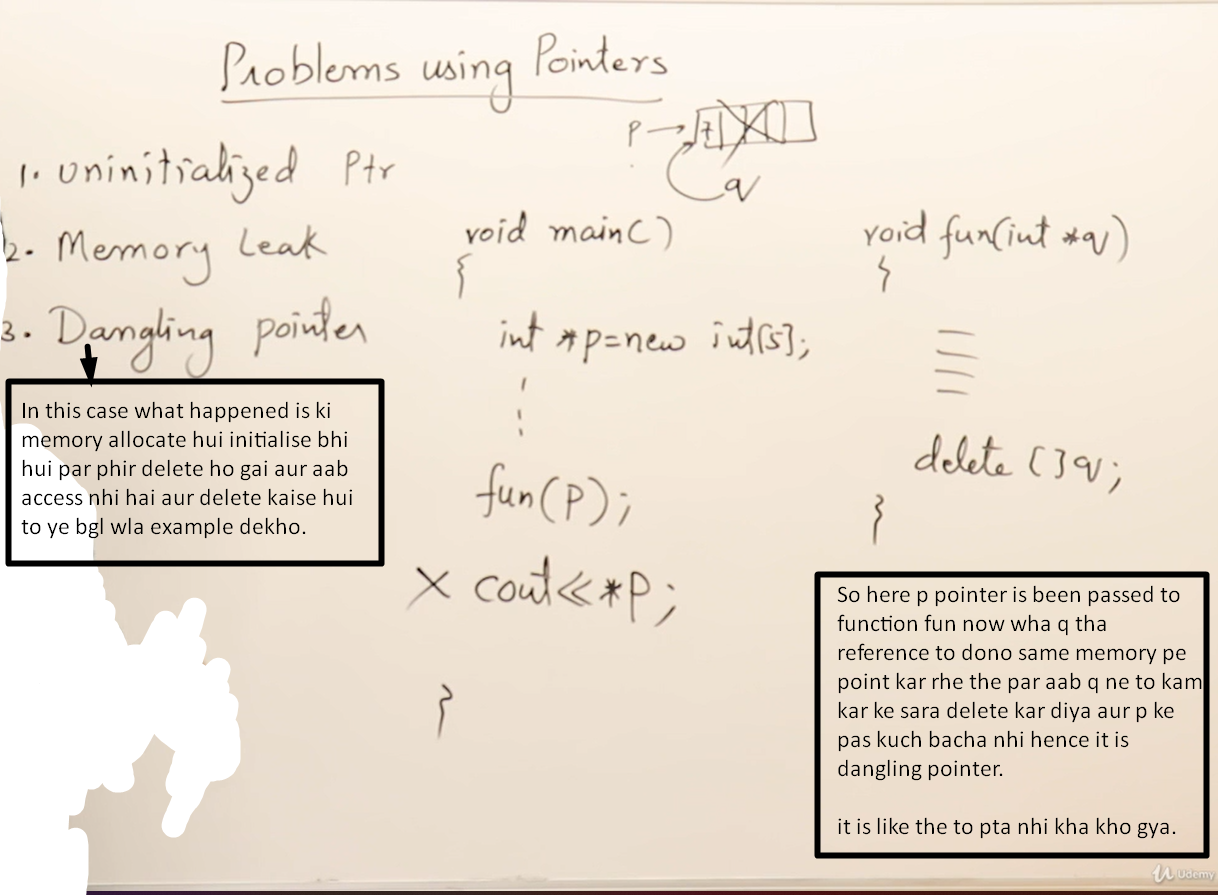 Problems using Pointers
P
7
q
1. uninitialized Ptr
2. Memory Leak
3. Dangling pointer
In this case what happened is ki
memory allocate hui initialise bhi
hui par phir delete ho gai aur aab
access nhi hai aur delete kaise hui
to ye bgl wla example dekho.
void main()
{
int *p=new int[5];
fun(P);
X cout<<*P;
}
void fun(int *q)
{
delete []q;
}
So here p pointer is been passed to
function fun now wha q tha
reference to dono same memory pe
point kar rhe the par aab q ne to kam
kar ke sara delete kar diya aur p ke
pas kuch bacha nhi hence it is
dangling pointer.
it is like the to pta nhi kha kho gya.
Udemy